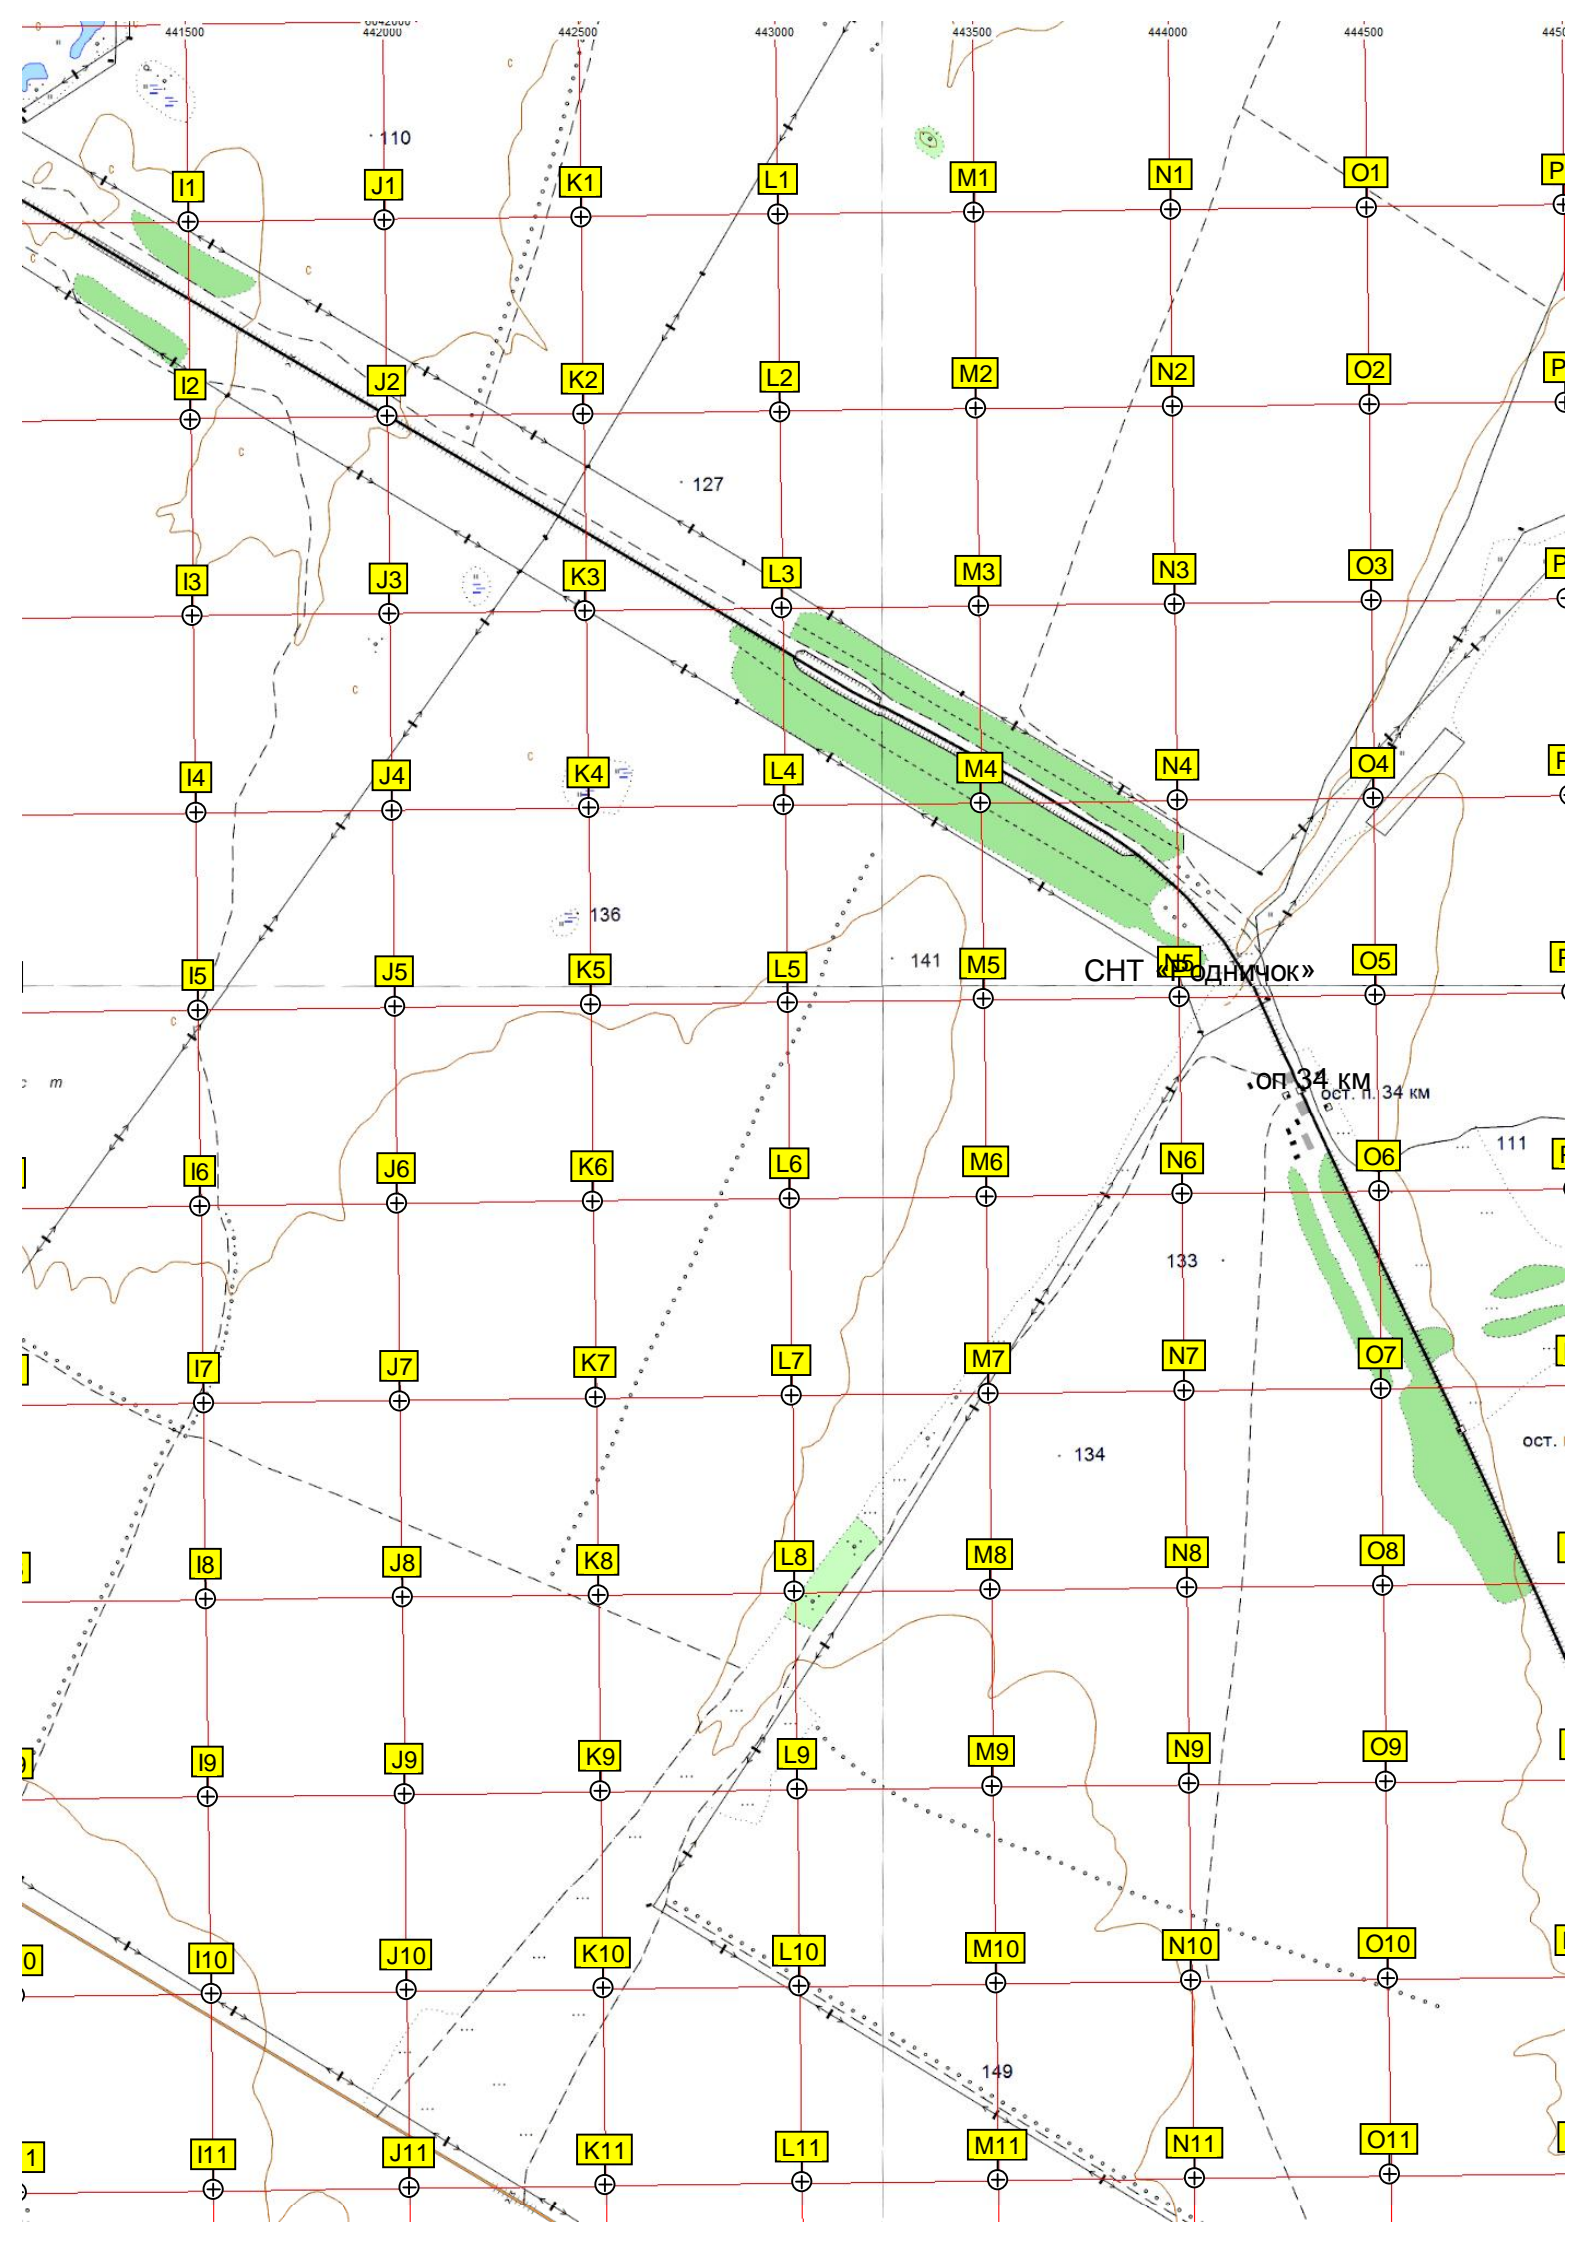 6042000
441500 442000 442500 443000 443500 444000 444500
с
с
с
р
110
с
I1 J1 K1 L1 M1 N1 O1
с
с
I2 J2 K2 L2 M2 N2 O2
с
127
I3 J3 K3 L3 M3 N3 O3
с
с
I4 J4 K4 L4 M4 N4 O4
136
141
I5 J5 K5 L5 M5 N5 O5
СНТ «Родничок»
с
т
оп 34 км
ост. п. 34 км
111
I6 J6 K6 L6 M6 N6 O6
133
I7 J7 K7 L7 M7 N7 O7
134
ост.
I8 J8 K8 L8 M8 N8 O8
I9 J9 K9 L9 M9 N9 O9
I10 J10 K10 L10 M10 N10 O10
149
I11 J11 K11 L11 M11 N11 O11